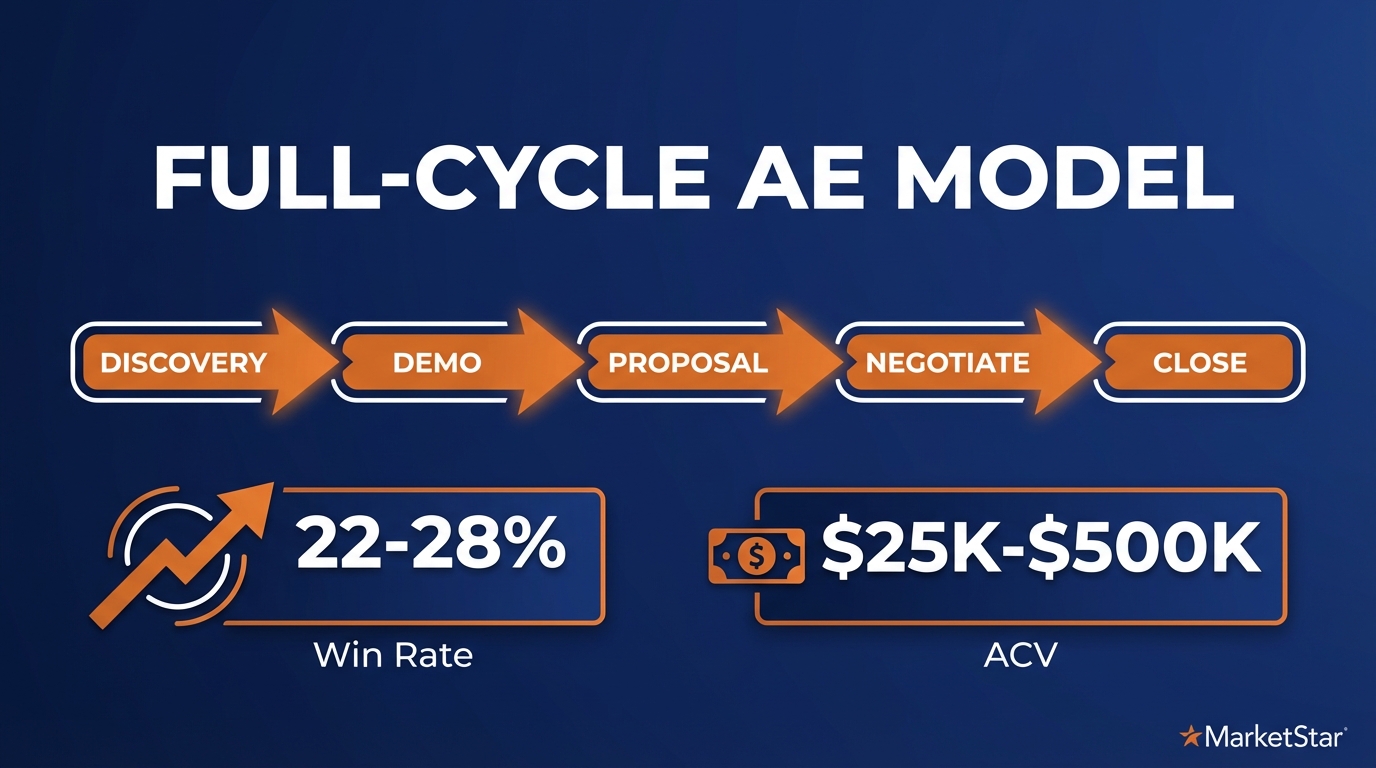 FULL-CYCLE AE MODEL
DISCOVERY DEMO PROPOSAL NEGOTIATE CLOSE
22-28%
Win Rate
$
$25K-$500K
ACV
MarketStar